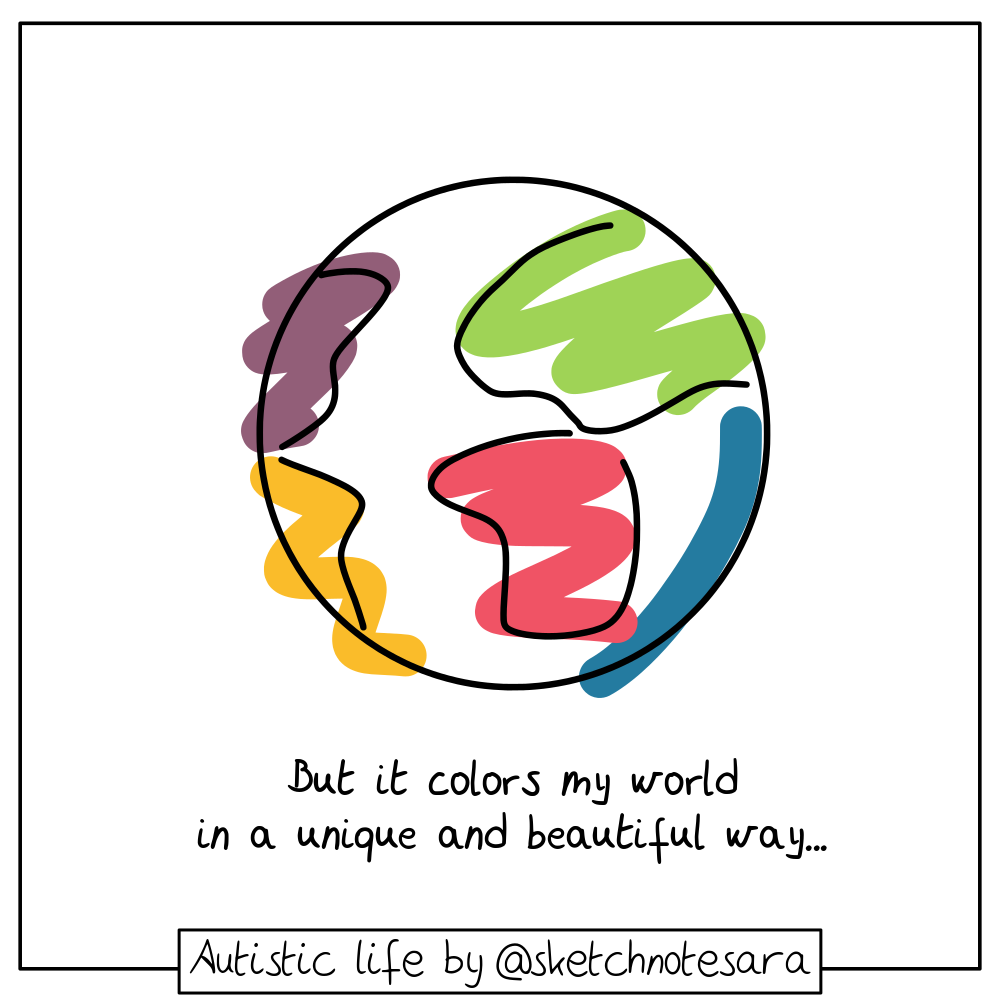 But it colors my world
in a unique and beautiful way...
Autistic life by @sketchnotesara